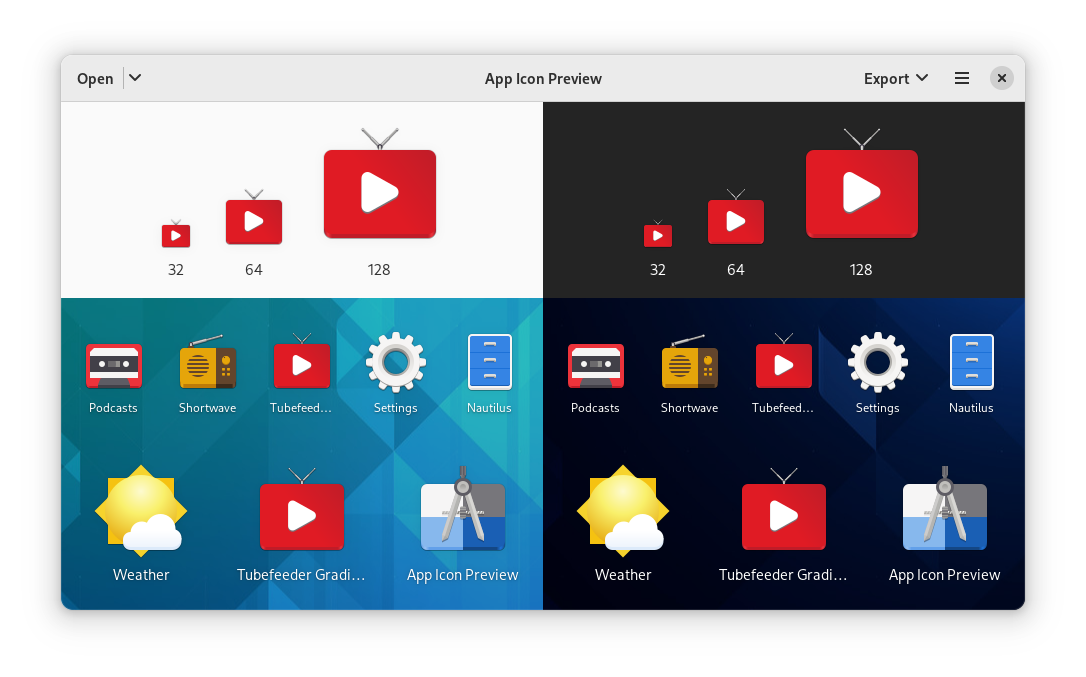 Open
App Icon Preview
Export
32 64 128
32 64 128
Podcasts Shortwave Tubefeed... Settings Nautilus
Podcasts Shortwave Tubefeed... Settings Nautilus
Weather Tubefeeder Gradi... App Icon Preview
Weather Tubefeeder Gradi... App Icon Preview